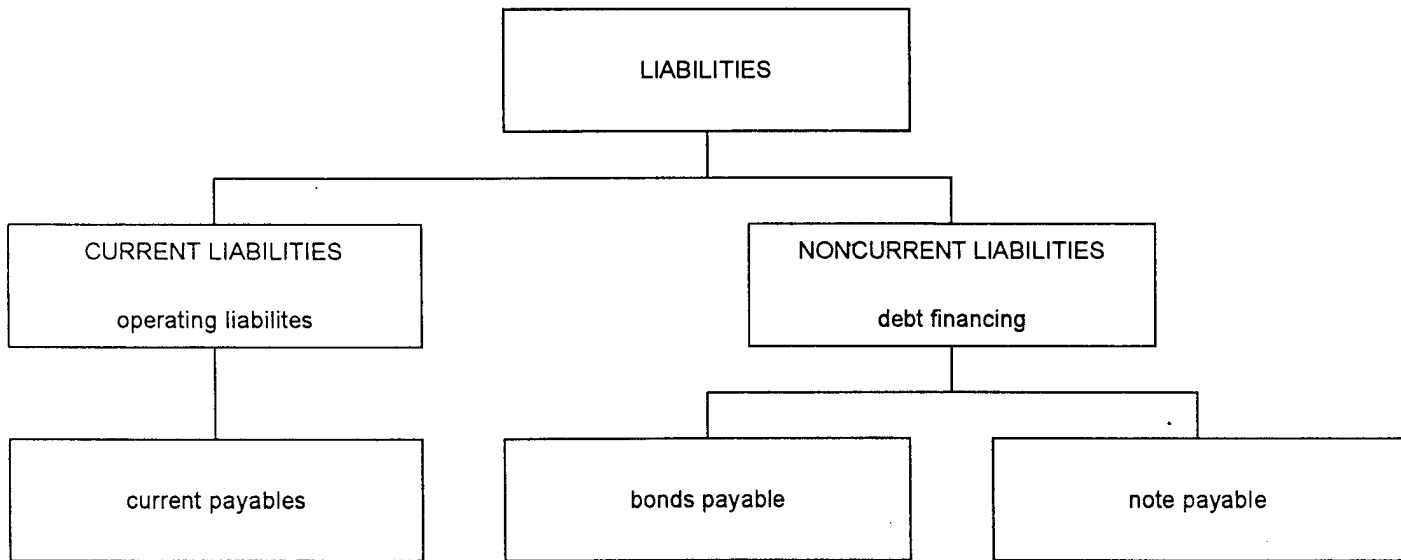 LIABILITIES
CURRENT LIABILITIES
operating liabilites
NONCURRENT LIABILITIES
debt financing
current payables
bonds payable
note payable